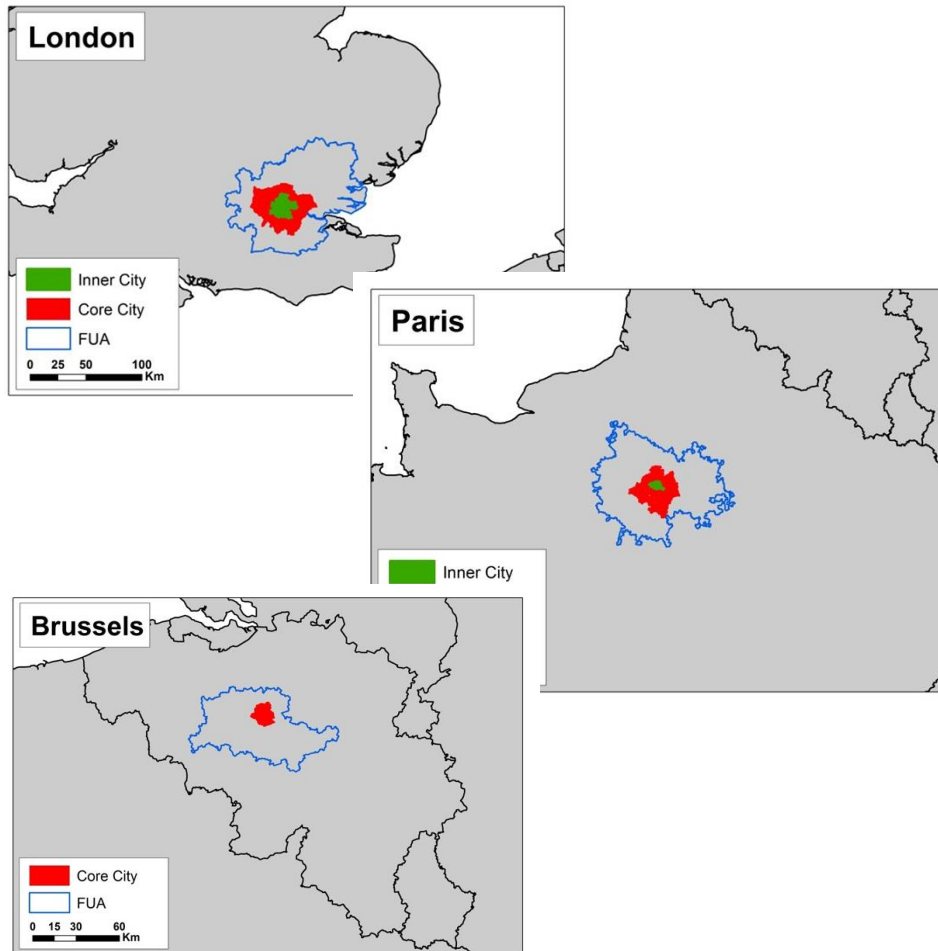 London
Inner City
Core City
FUA
0 25 50 100
Km
Paris
Inner City
Brussels
Core City
FUA
0 15 30 60
Km